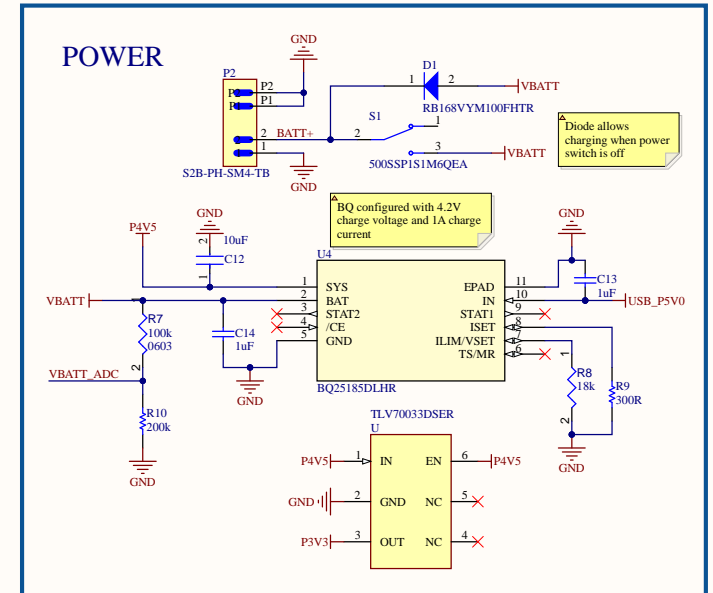 POWER
GND
P2
P2
P1
2 BATT+
1
S2B-PH-SM4-TB
GND
D1
1 2
VBATT
RB168VYM100FHTR
S1
1
2
3
VBATT
500SSP1S1M6QEA
Diode allows
charging when power
switch is off
BQ configured with 4.2V
charge voltage and 1A charge
current
P4V5
GND
2
10uF
C12
1
VBATT
1
R7
100k
0603
2
VBATT_ADC
R10
200k
GND
C14
1uF
GND
U4
1 SYS
2 BAT
3 STAT2
4 /CE
5 GND
EPAD 11
IN 10
STAT1 9
ISET 8
ILIM/VSET 7
TS/MR 6
BQ25185DLHR
GND
C13
1uF
USB_P5V0
1
R8
18k
2
R9
300R
GND
TLV70033DSER
U
P4V5 1 IN EN 6 P4V5
GND 2 GND NC 5
P3V3 3 OUT NC 4